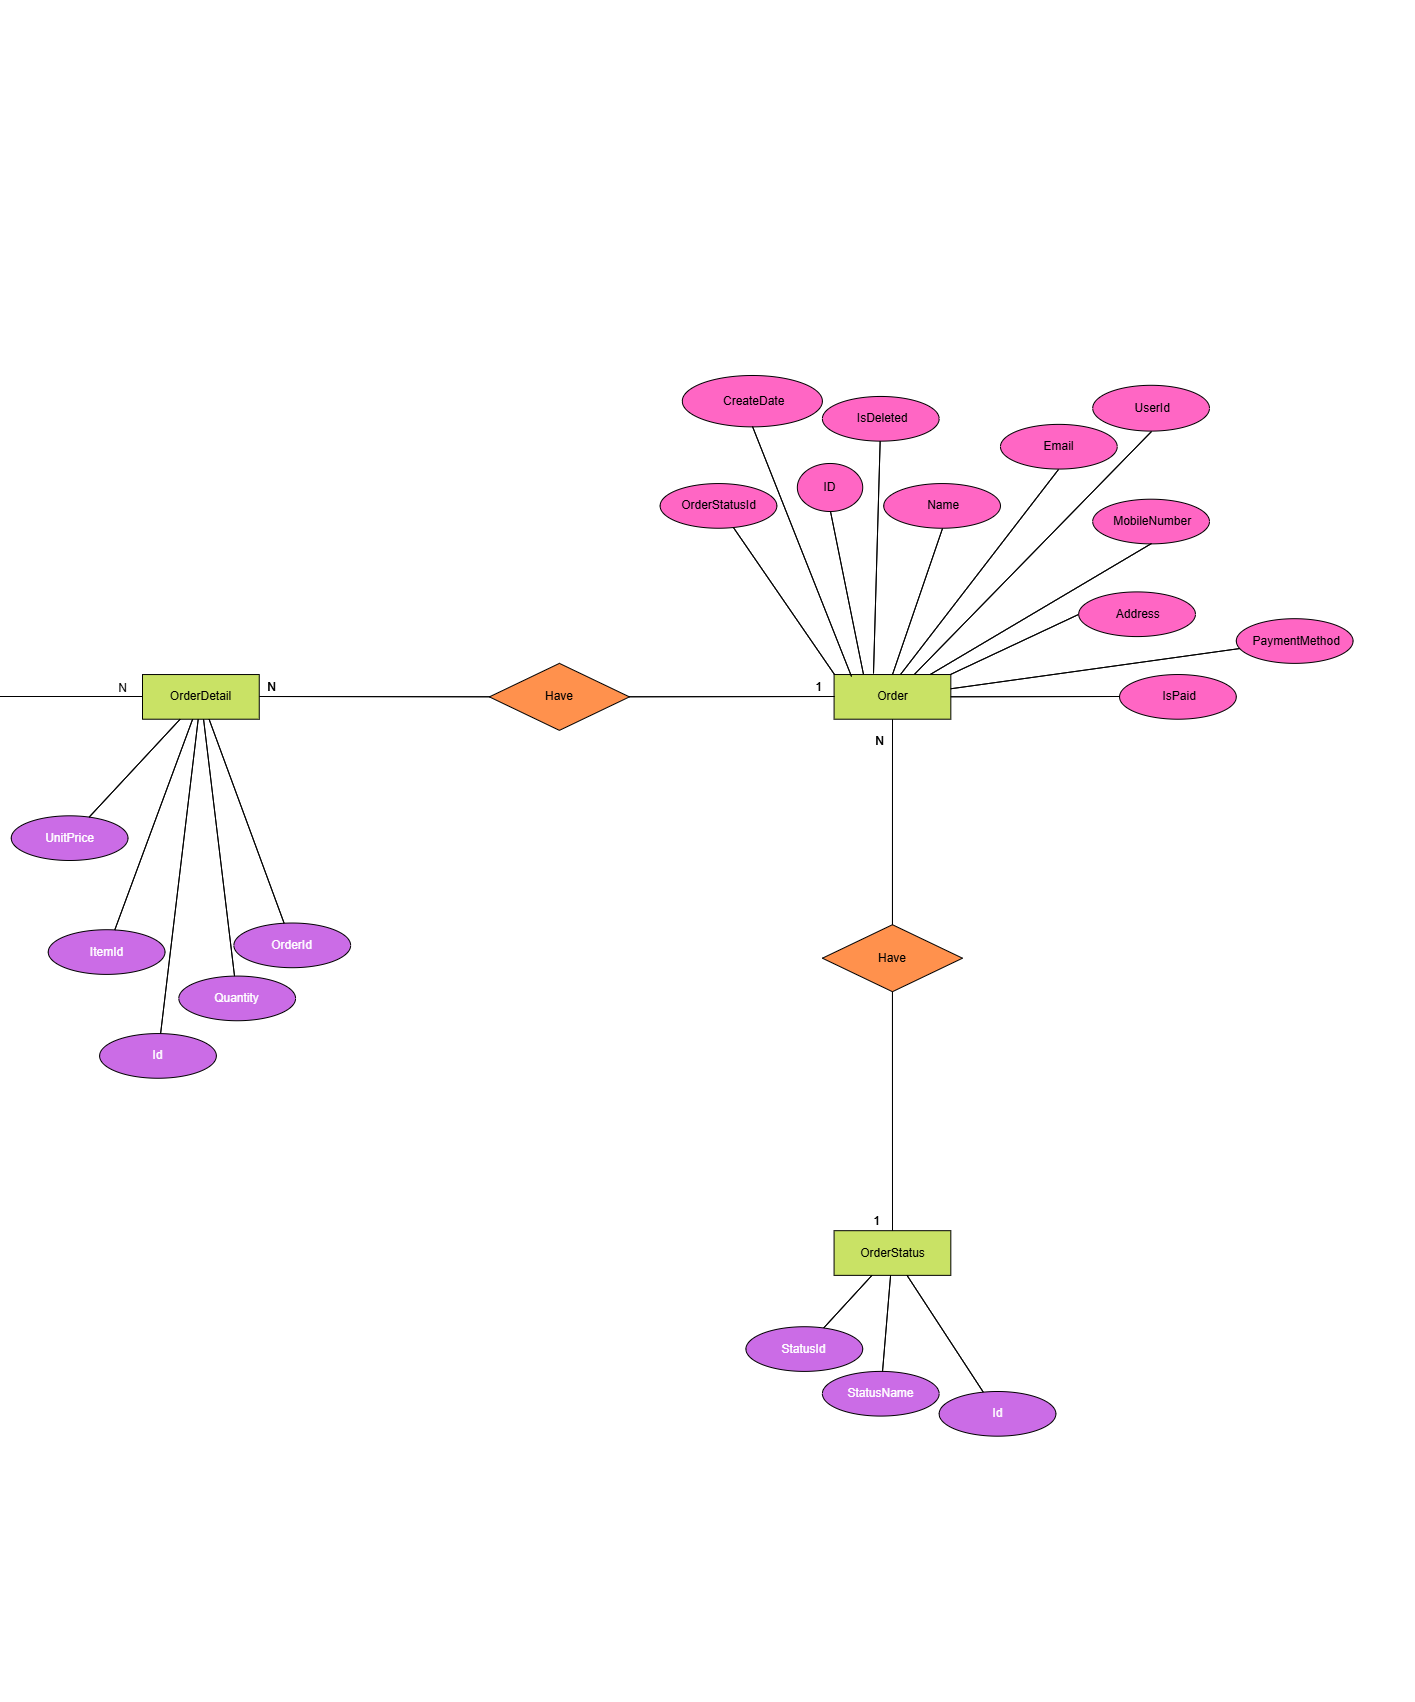 CreateDate
IsDeleted
UserId
Email
ID
OrderStatusId
Name
MobileNumber
Address
PaymentMethod
N
OrderDetail
N
Have
1
Order
IsPaid
N
UnitPrice
ItemId
OrderId
Quantity
Id
Have
1
OrderStatus
StatusId
StatusName
Id